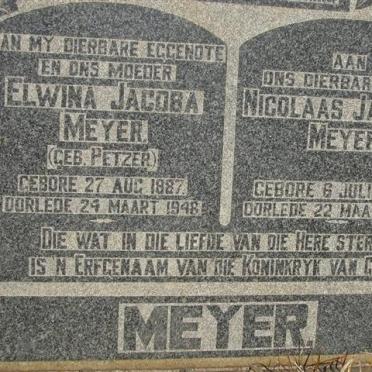 AAN MY DIERBARE EGGENOTE
EN ONS MOEDER
ELWINA JACOBA
MEYER.
(GEB. PETZER)
GEBORE 27 AUG 1887.
OORLEDE 24 MAART 1948.
AAN
ONS DIERBAR
NICOLAAS JA
MEYER
GEBORE 6 JULI
OORLEDE 22 MAA
DIE WAT IN DIE LIEFDE VAN DIE HERE STER
IS 'N ERFGENAAM VAN DIE KONINKRYK VAN G
MEYER.